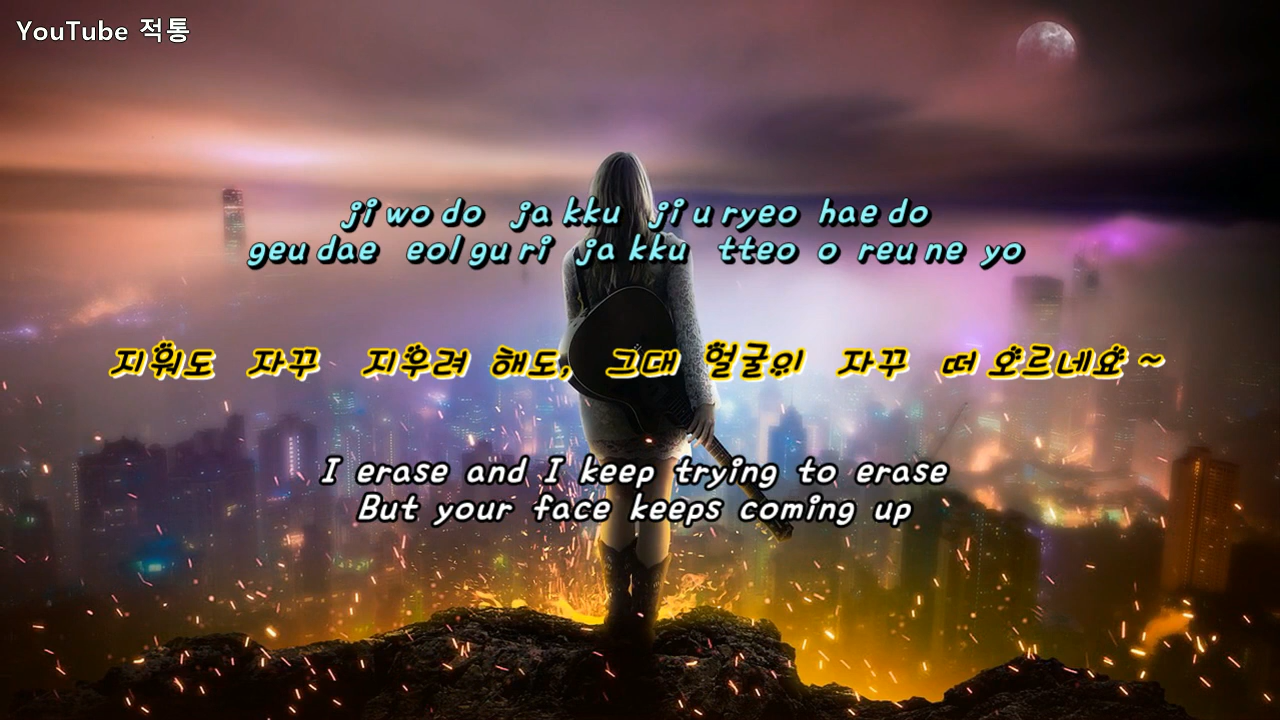 YouTube 적통
ji wo do ja kku ji u ryeo hae do
geu dae eol gu ri ja kku tteo o reu ne yo
지워도 자꾸 지우려 해도, 그대 얼굴이 자꾸 떠 오르네요 ~
I erase and I keep trying to erase
But your face keeps coming up